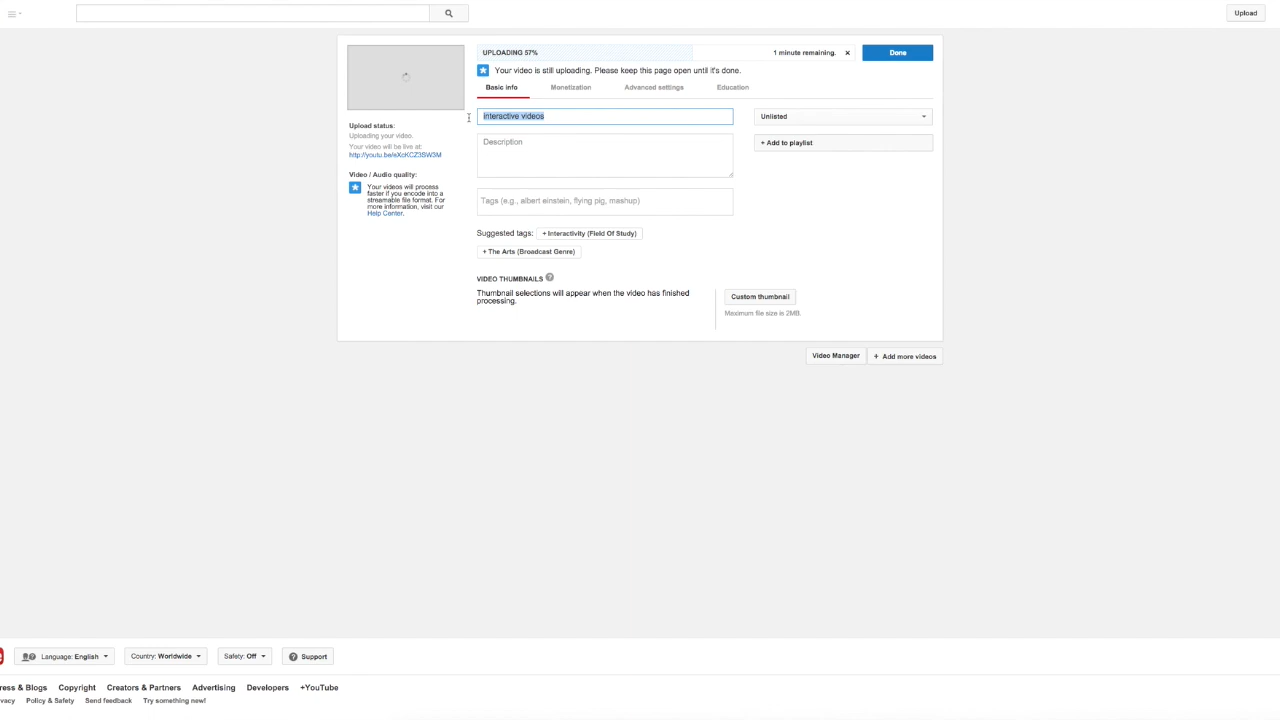 Upload
UPLOADING 57%
1 minute remaining.
Done
Your video is still uploading. Please keep this page open until it's done.
Basic info
Monetization
Advanced settings
Education
interactive videos
Unlisted
Description
+ Add to playlist
Upload status:
Uploading your video.
Your video will be live at:
http://youtu.be/eXcKCZ3SW3M
Video / Audio quality:
Your videos will process
faster if you encode into a
streamable file format. For
more information, visit our
Help Center.
Tags (e.g., albert einstein, flying pig, mashup)
Suggested tags:
+ Interactivity (Field Of Study)
+ The Arts (Broadcast Genre)
VIDEO THUMBNAILS ?
Thumbnail selections will appear when the video has finished
processing.
Custom thumbnail
Maximum file size is 2MB.
Video Manager
+ Add more videos
Language: English
Country: Worldwide
Safety: Off
Support
ress & Blogs
Copyright
Creators & Partners
Advertising
Developers
+YouTube
vacy
Policy & Safety
Send feedback
Try something new!